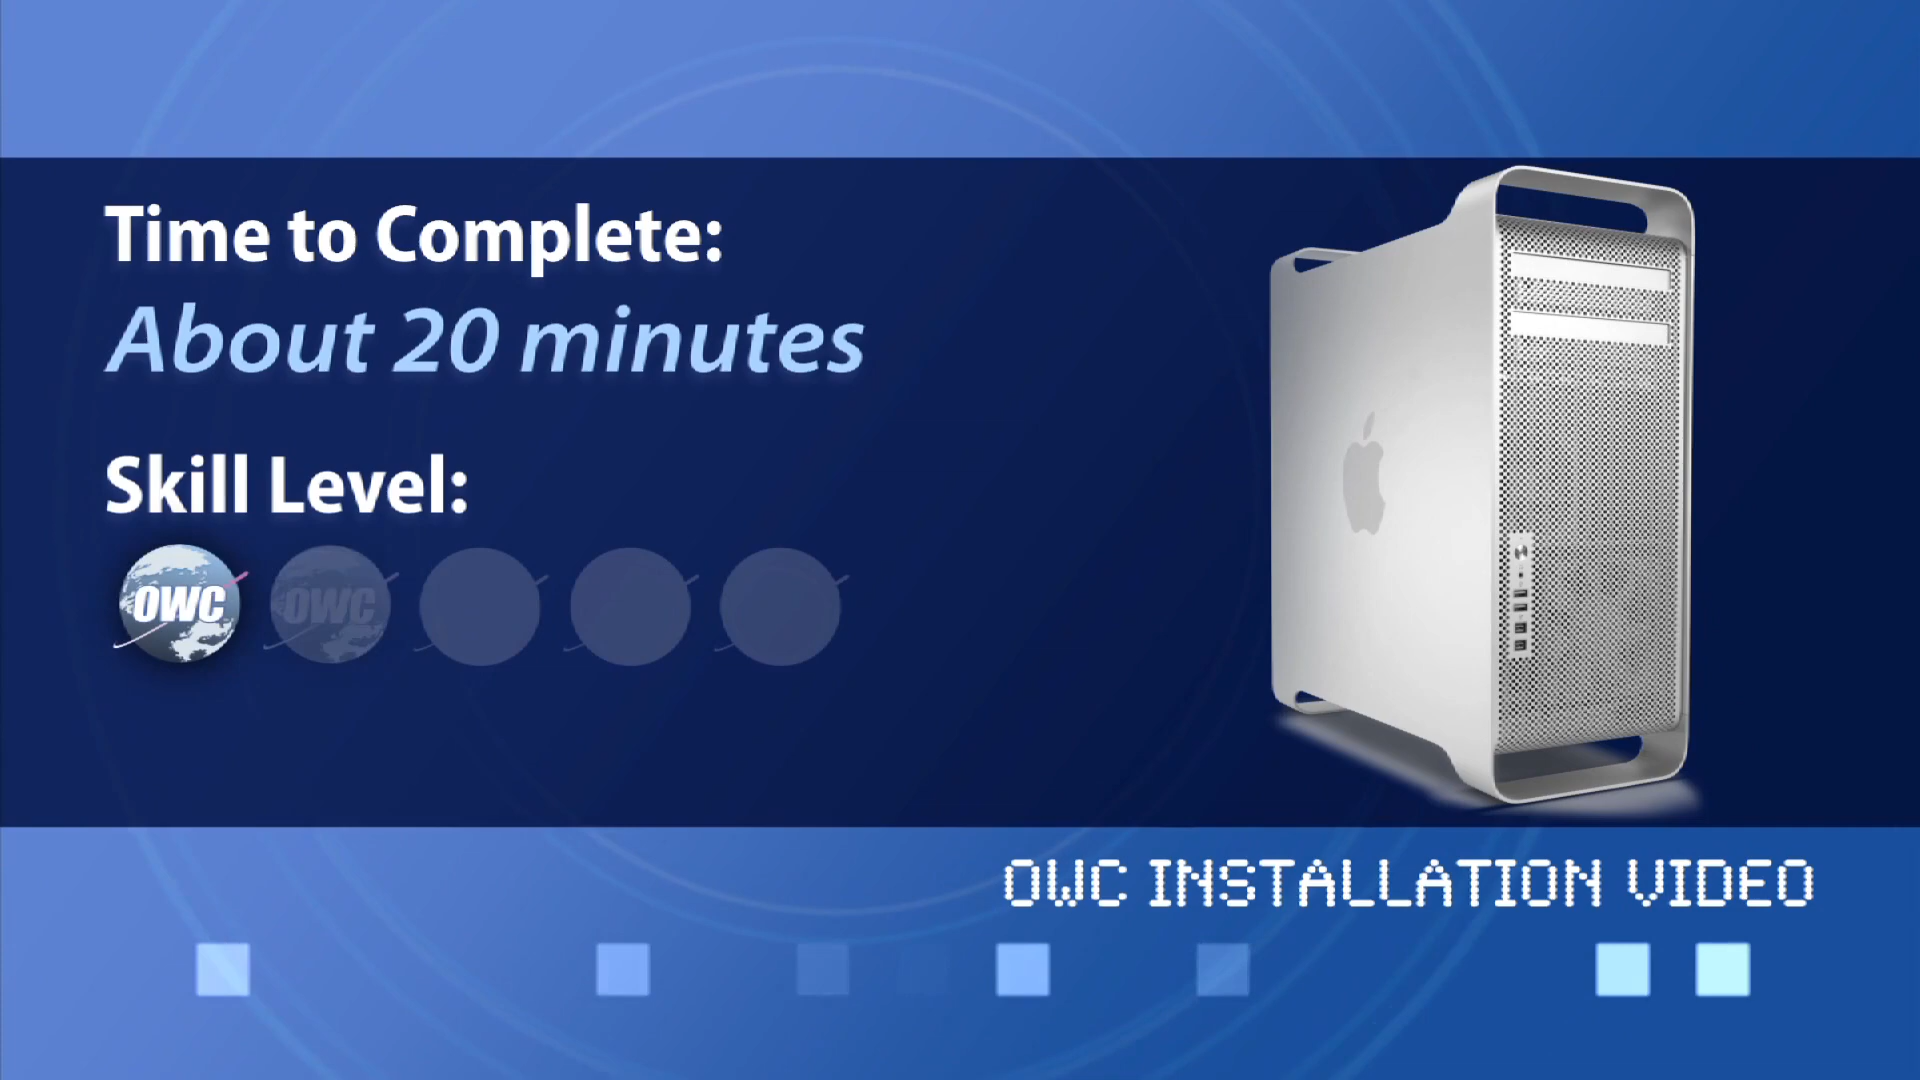 Time to Complete:
About 20 minutes
Skill Level:
OWC
OWC
OWC INSTALLATION VIDEO